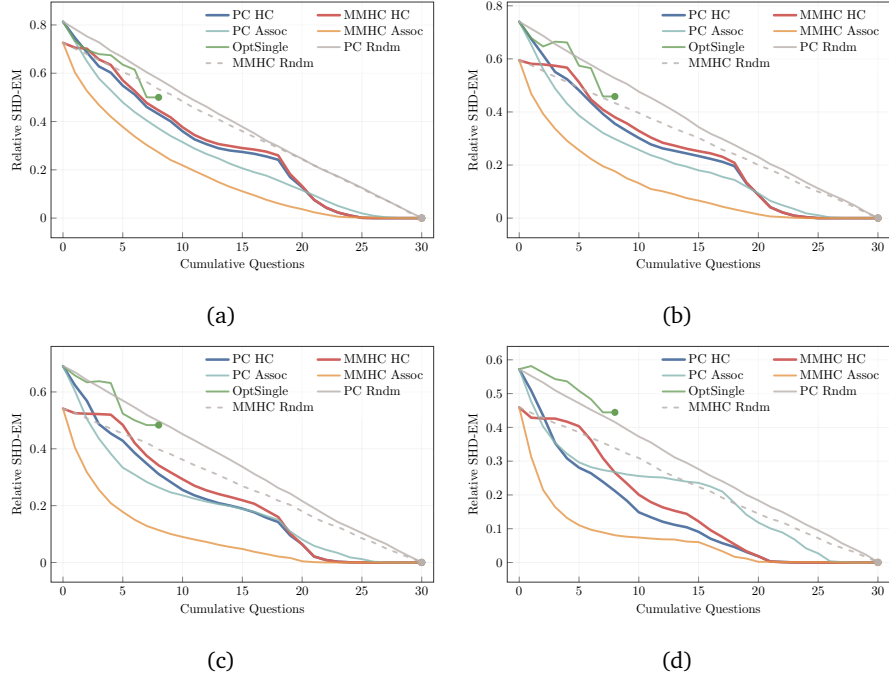 PC HC
MMHC HC
PC Assoc
MMHC Assoc
OptSingle
PC Rndm
MMHC Rndm
0.8
0.6
0.4
0.2
0
Relative SHD-EM
0 5 10 15 20 25 30
Cumulative Questions
(a)
PC HC
MMHC HC
PC Assoc
MMHC Assoc
OptSingle
PC Rndm
MMHC Rndm
0.8
0.6
0.4
0.2
0
Relative SHD-EM
0 5 10 15 20 25 30
Cumulative Questions
(b)
PC HC
MMHC HC
PC Assoc
MMHC Assoc
OptSingle
PC Rndm
MMHC Rndm
0.6
0.4
0.2
0
Relative SHD-EM
0 5 10 15 20 25 30
Cumulative Questions
(c)
PC HC
MMHC HC
PC Assoc
MMHC Assoc
OptSingle
PC Rndm
MMHC Rndm
0.6
0.5
0.4
0.3
0.2
0.1
0
Relative SHD-EM
0 5 10 15 20 25 30
Cumulative Questions
(d)